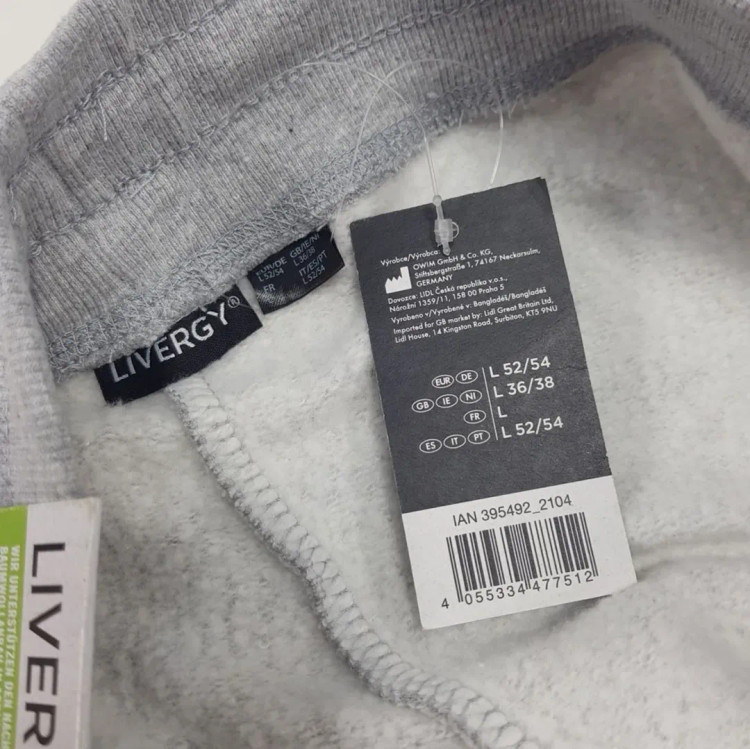 Výrobce/Výrobca:
OWIM GmbH & Co. KG,
Stiftsbergstraße 1, 74167 Neckarsulm,
GERMANY
Dovozce: LIDL Česká republika v.o.s.,
Nárožní 1359/11, 158 00 Praha 5
Vyrobeno v/Vyrobené v: Bangladéš/Bangladéš
Imported for GB market by: Lidl Great Britain Ltd,
Lidl House, 14 Kingston Road, Surbiton, KT5 9NU
EUR DE L 52/54
GB IE NI L 36/38
FR L
ES IT PT L 52/54
IAN 395492_2104
4 055334 477512
LIVERGY®
EUR/DE GB/IE/NI
L 52/54 L 36/38
FR IT/ES/PT
L 52/54
LIVER
WIR UNTERSTÜTZEN DEN NACH